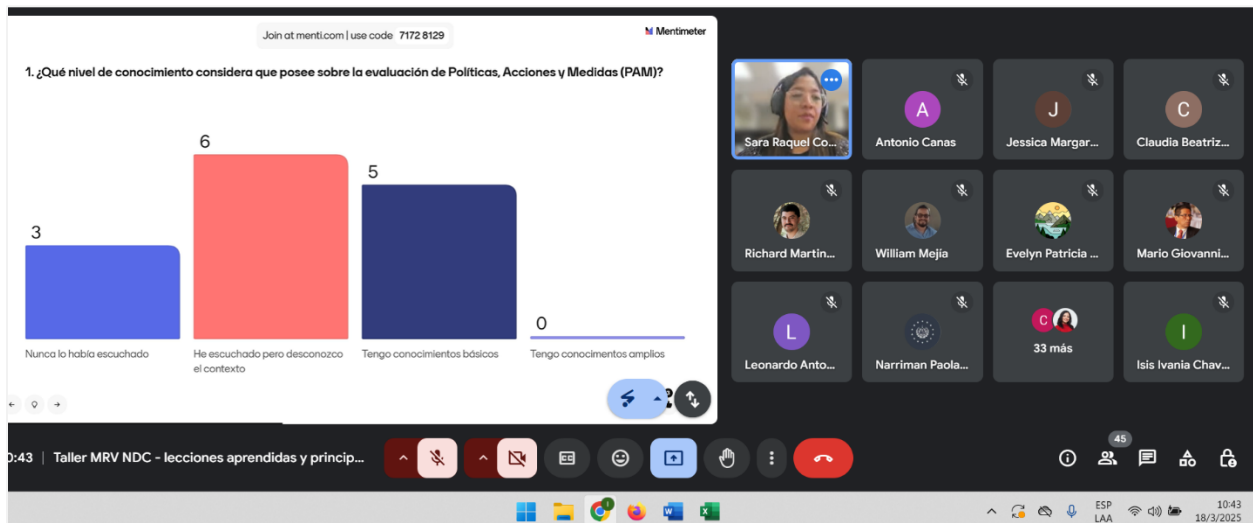 Join at menti.com | use code 7172 8129
Mentimeter
1. ¿Qué nivel de conocimiento considera que posee sobre la evaluación de Políticas, Acciones y Medidas (PAM)?
3
6
5
0
Nunca lo había escuchado
He escuchado pero desconozco
el contexto
Tengo conocimientos básicos
Tengo conocimentos amplios
Sara Raquel Co...
A
Antonio Canas
J
Jessica Margar...
C
Claudia Beatriz...
Richard Martin...
William Mejía
Evelyn Patricia ...
Mario Giovanni...
L
Leonardo Anto...
Narriman Paola...
C
33 más
I
Isis Ivania Chav...
0:43 | Taller MRV NDC - lecciones aprendidas y princip...
45
ESP
LAA
10:43
18/3/2025